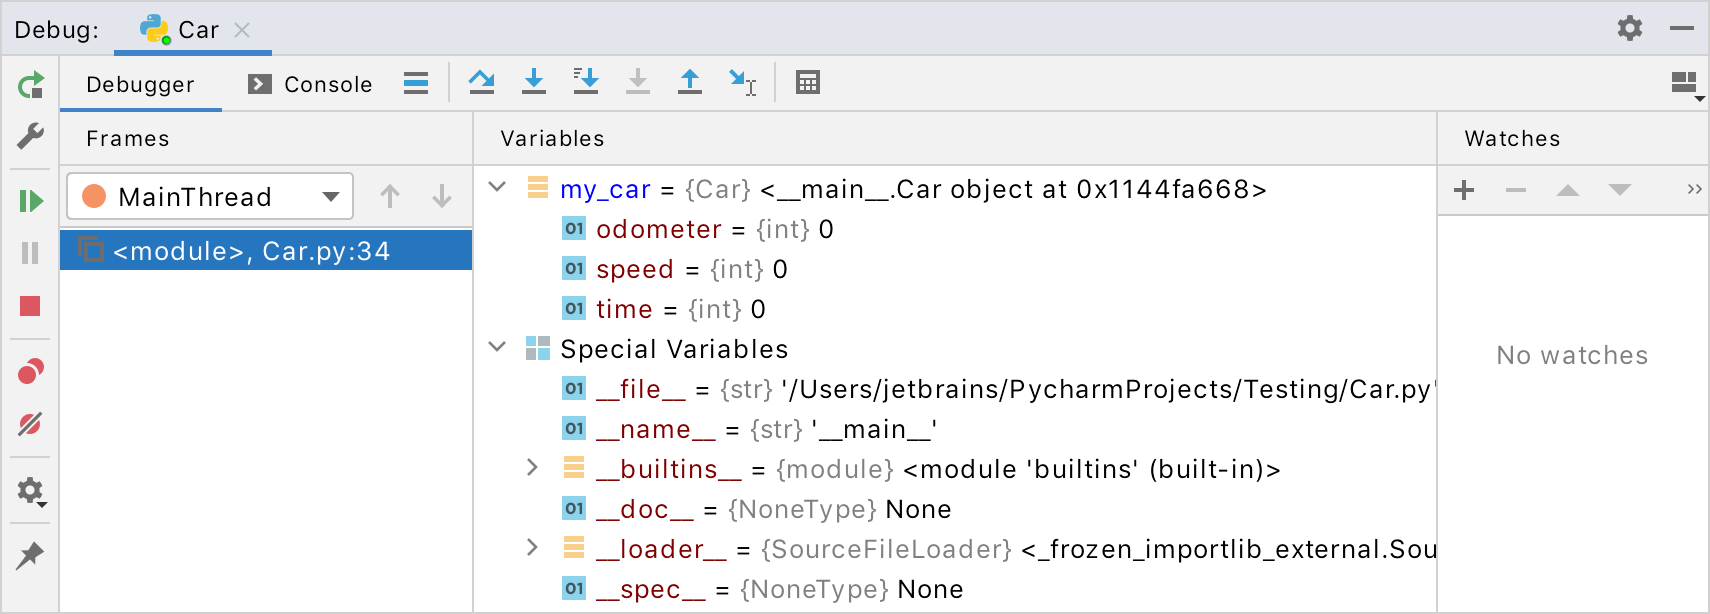 Debug: Car
Debugger Console
Frames Variables Watches
MainThread
<module>, Car.py:34
my_car = {Car} <__main__.Car object at 0x1144fa668>
01 odometer = {int} 0
01 speed = {int} 0
01 time = {int} 0
Special Variables
01 __file__ = {str} '/Users/jetbrains/PycharmProjects/Testing/Car.py'
01 __name__ = {str} '__main__'
__builtins__ = {module} <module 'builtins' (built-in)>
01 __doc__ = {NoneType} None
__loader__ = {SourceFileLoader} <_frozen_importlib_external.Sou
01 __spec__ = {NoneType} None
No watches